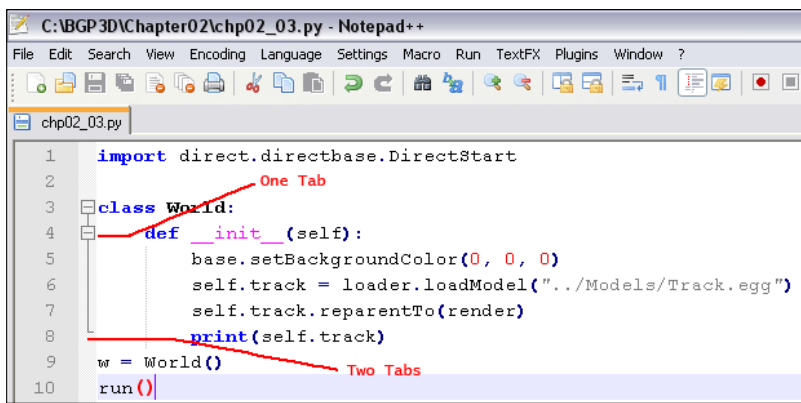 C:\BGP3D\Chapter02\chp02_03.py - Notepad++
File Edit Search View Encoding Language Settings Macro Run TextFX Plugins Window ?
chp02_03.py
1 import direct.directbase.DirectStart
2
One Tab
3 class World:
4 def __init__(self):
5 base.setBackgroundColor(0, 0, 0)
6 self.track = loader.loadModel("../Models/Track.egg")
7 self.track.reparentTo(render)
8 print(self.track)
9 w = World()
Two Tabs
10 run()